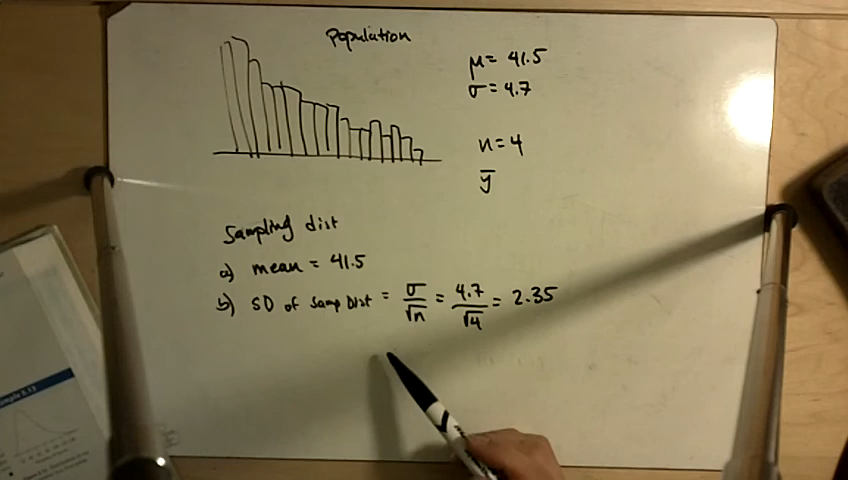 Population
μ = 41.5
σ = 4.7
n = 4
y̅
Sampling dist
a) mean = 41.5
b) SD of Samp Dist = σ/√n = 4.7/√4 = 2.35